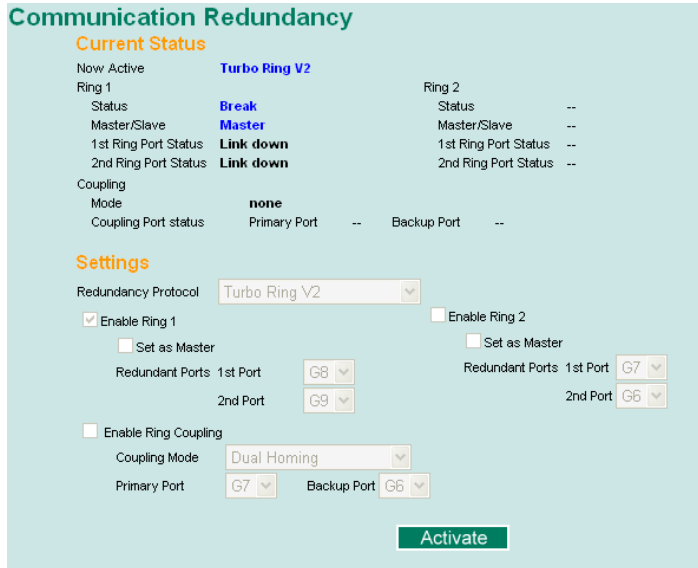 Communication Redundancy
Current Status
Now Active Turbo Ring V2
Ring 1 Ring 2
Status Break Status --
Master/Slave Master Master/Slave --
1st Ring Port Status Link down 1st Ring Port Status --
2nd Ring Port Status Link down 2nd Ring Port Status --
Coupling
Mode none
Coupling Port status Primary Port -- Backup Port --
Settings
Redundancy Protocol Turbo Ring V2
Enable Ring 1 Enable Ring 2
Set as Master Set as Master
Redundant Ports 1st Port G8 Redundant Ports 1st Port G7
2nd Port G9 2nd Port G6
Enable Ring Coupling
Coupling Mode Dual Homing
Primary Port G7 Backup Port G6
Activate